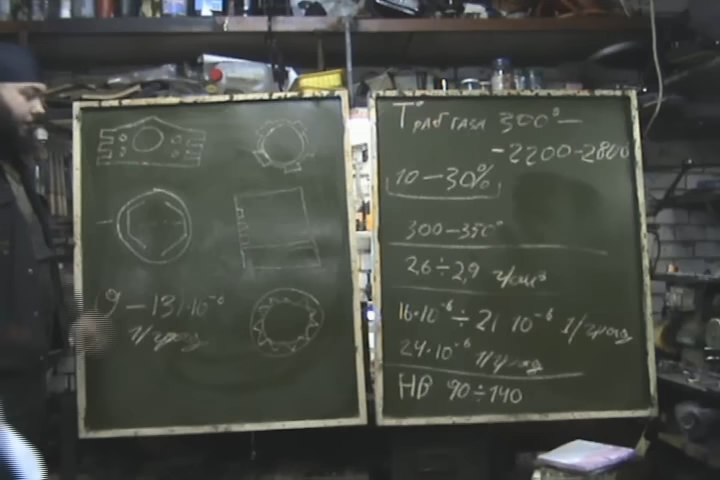 9 – 13 · 10⁻⁶
1/град
T° раб газа 300° –
– 2200–2800
10 – 30%
300–350°
2,6 ÷ 2,9 г/см³
16·10⁻⁶ ÷ 21 10⁻⁶ 1/град
24·10⁻⁶ 1/град
HB 90 ÷ 140